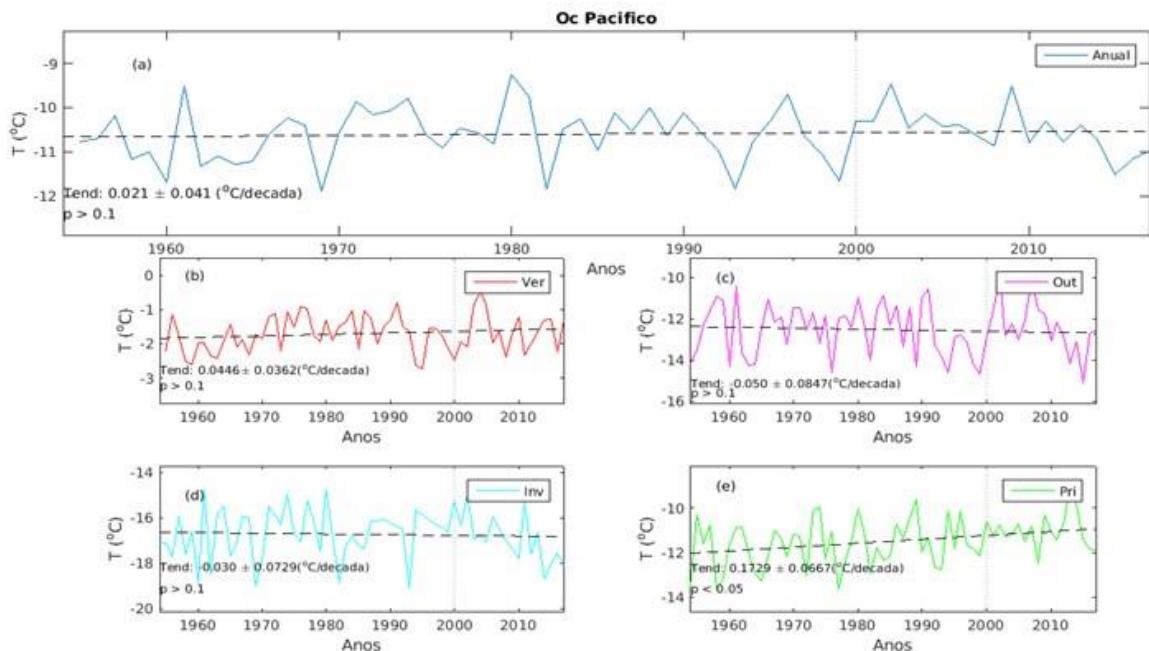 Oc Pacifico
(a)
Anual
T (°C)
-9
-10
-11
-12
Tend: 0.021 ± 0.041 (°C/decada)
p > 0.1
1960 1970 1980 1990 2000 2010
Anos
(b)
Ver
T (°C)
0
-1
-2
-3
Tend: 0.0446± 0.0362(°C/decada)
p > 0.1
1960 1970 1980 1990 2000 2010
Anos
(c)
Out
T (°C)
-10
-12
-14
-16
Tend: -0.050 ± 0.0847(°C/decada)
p > 0.1
1960 1970 1980 1990 2000 2010
Anos
(d)
Inv
T (°C)
-14
-16
-18
-20
Tend: -0.030 ± 0.0729(°C/decada)
p > 0.1
1960 1970 1980 1990 2000 2010
Anos
(e)
Pri
T (°C)
-10
-12
-14
Tend: 0.1729 ± 0.0667(°C/decada)
p < 0.05
1960 1970 1980 1990 2000 2010
Anos